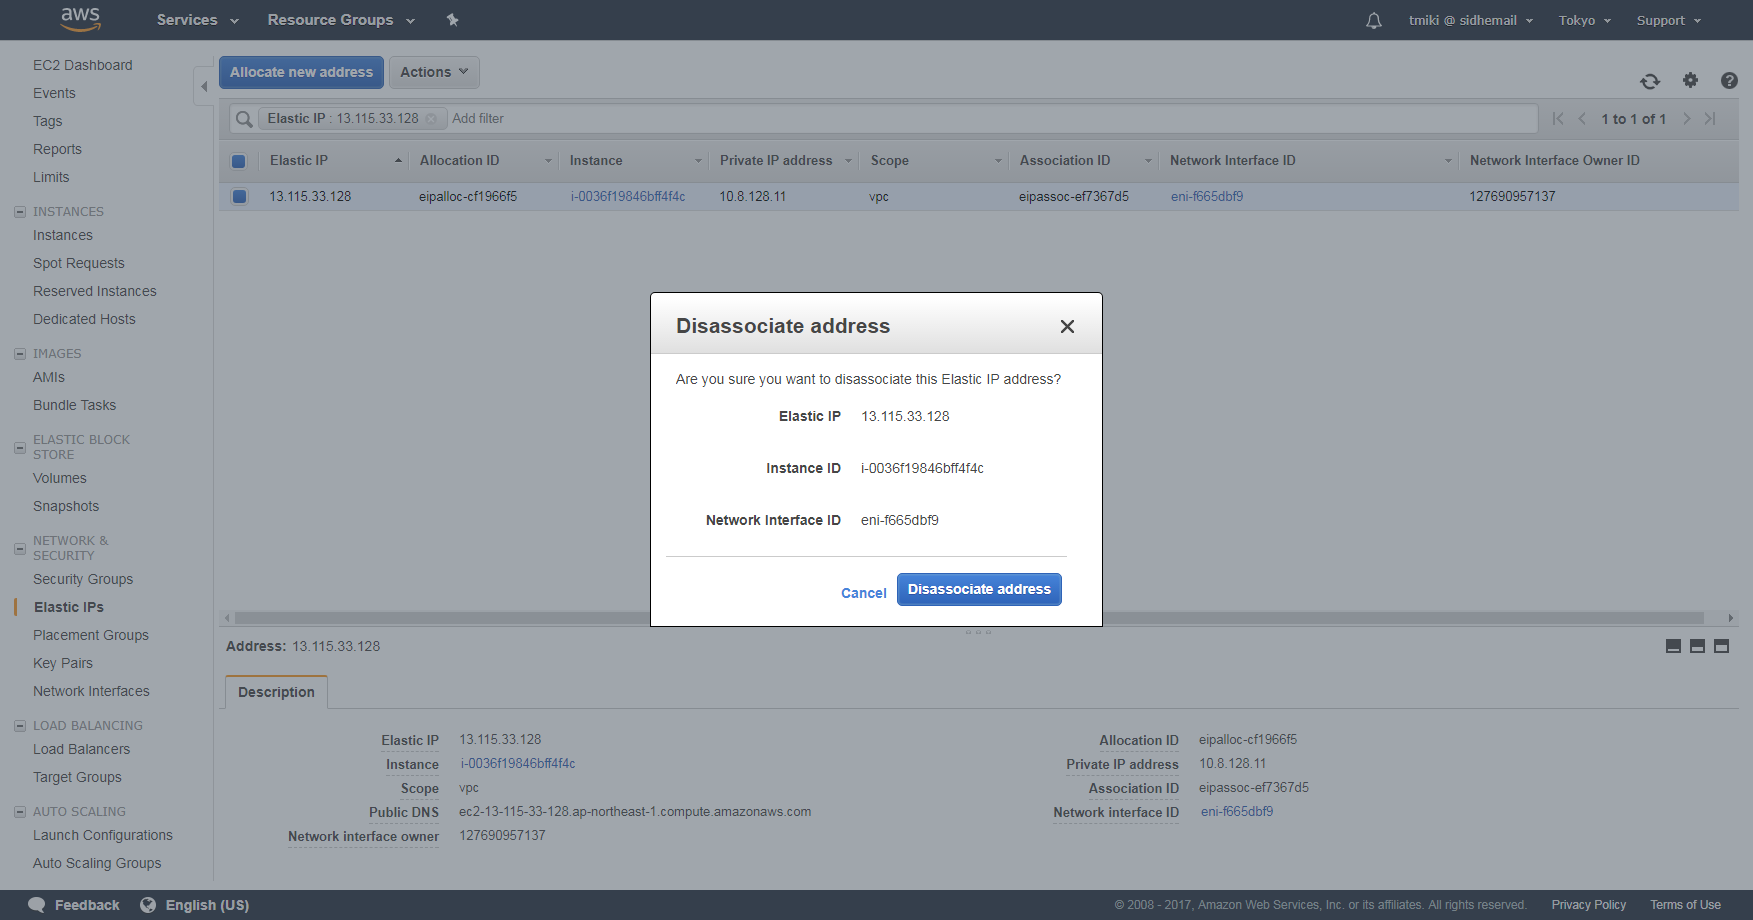 aws Services Resource Groups tmiki @ sidhemail Tokyo Support
EC2 Dashboard
Events
Tags
Reports
Limits
INSTANCES
Instances
Spot Requests
Reserved Instances
Dedicated Hosts
IMAGES
AMIs
Bundle Tasks
ELASTIC BLOCK
STORE
Volumes
Snapshots
NETWORK &
SECURITY
Security Groups
Elastic IPs
Placement Groups
Key Pairs
Network Interfaces
LOAD BALANCING
Load Balancers
Target Groups
AUTO SCALING
Launch Configurations
Auto Scaling Groups
Allocate new address Actions
Elastic IP : 13.115.33.128 Add filter 1 to 1 of 1
Elastic IP Allocation ID Instance Private IP address Scope Association ID Network Interface ID Network Interface Owner ID
13.115.33.128 eipalloc-cf1966f5 i-0036f19846bff4f4c 10.8.128.11 vpc eipassoc-ef7367d5 eni-f665dbf9 127690957137
Disassociate address
Are you sure you want to disassociate this Elastic IP address?
Elastic IP 13.115.33.128
Instance ID i-0036f19846bff4f4c
Network Interface ID eni-f665dbf9
Cancel Disassociate address
Address: 13.115.33.128
Description
Elastic IP 13.115.33.128 Allocation ID eipalloc-cf1966f5
Instance i-0036f19846bff4f4c Private IP address 10.8.128.11
Scope vpc Association ID eipassoc-ef7367d5
Public DNS ec2-13-115-33-128.ap-northeast-1.compute.amazonaws.com Network interface ID eni-f665dbf9
Network interface owner 127690957137
Feedback English (US) © 2008 - 2017, Amazon Web Services, Inc. or its affiliates. All rights reserved. Privacy Policy Terms of Use